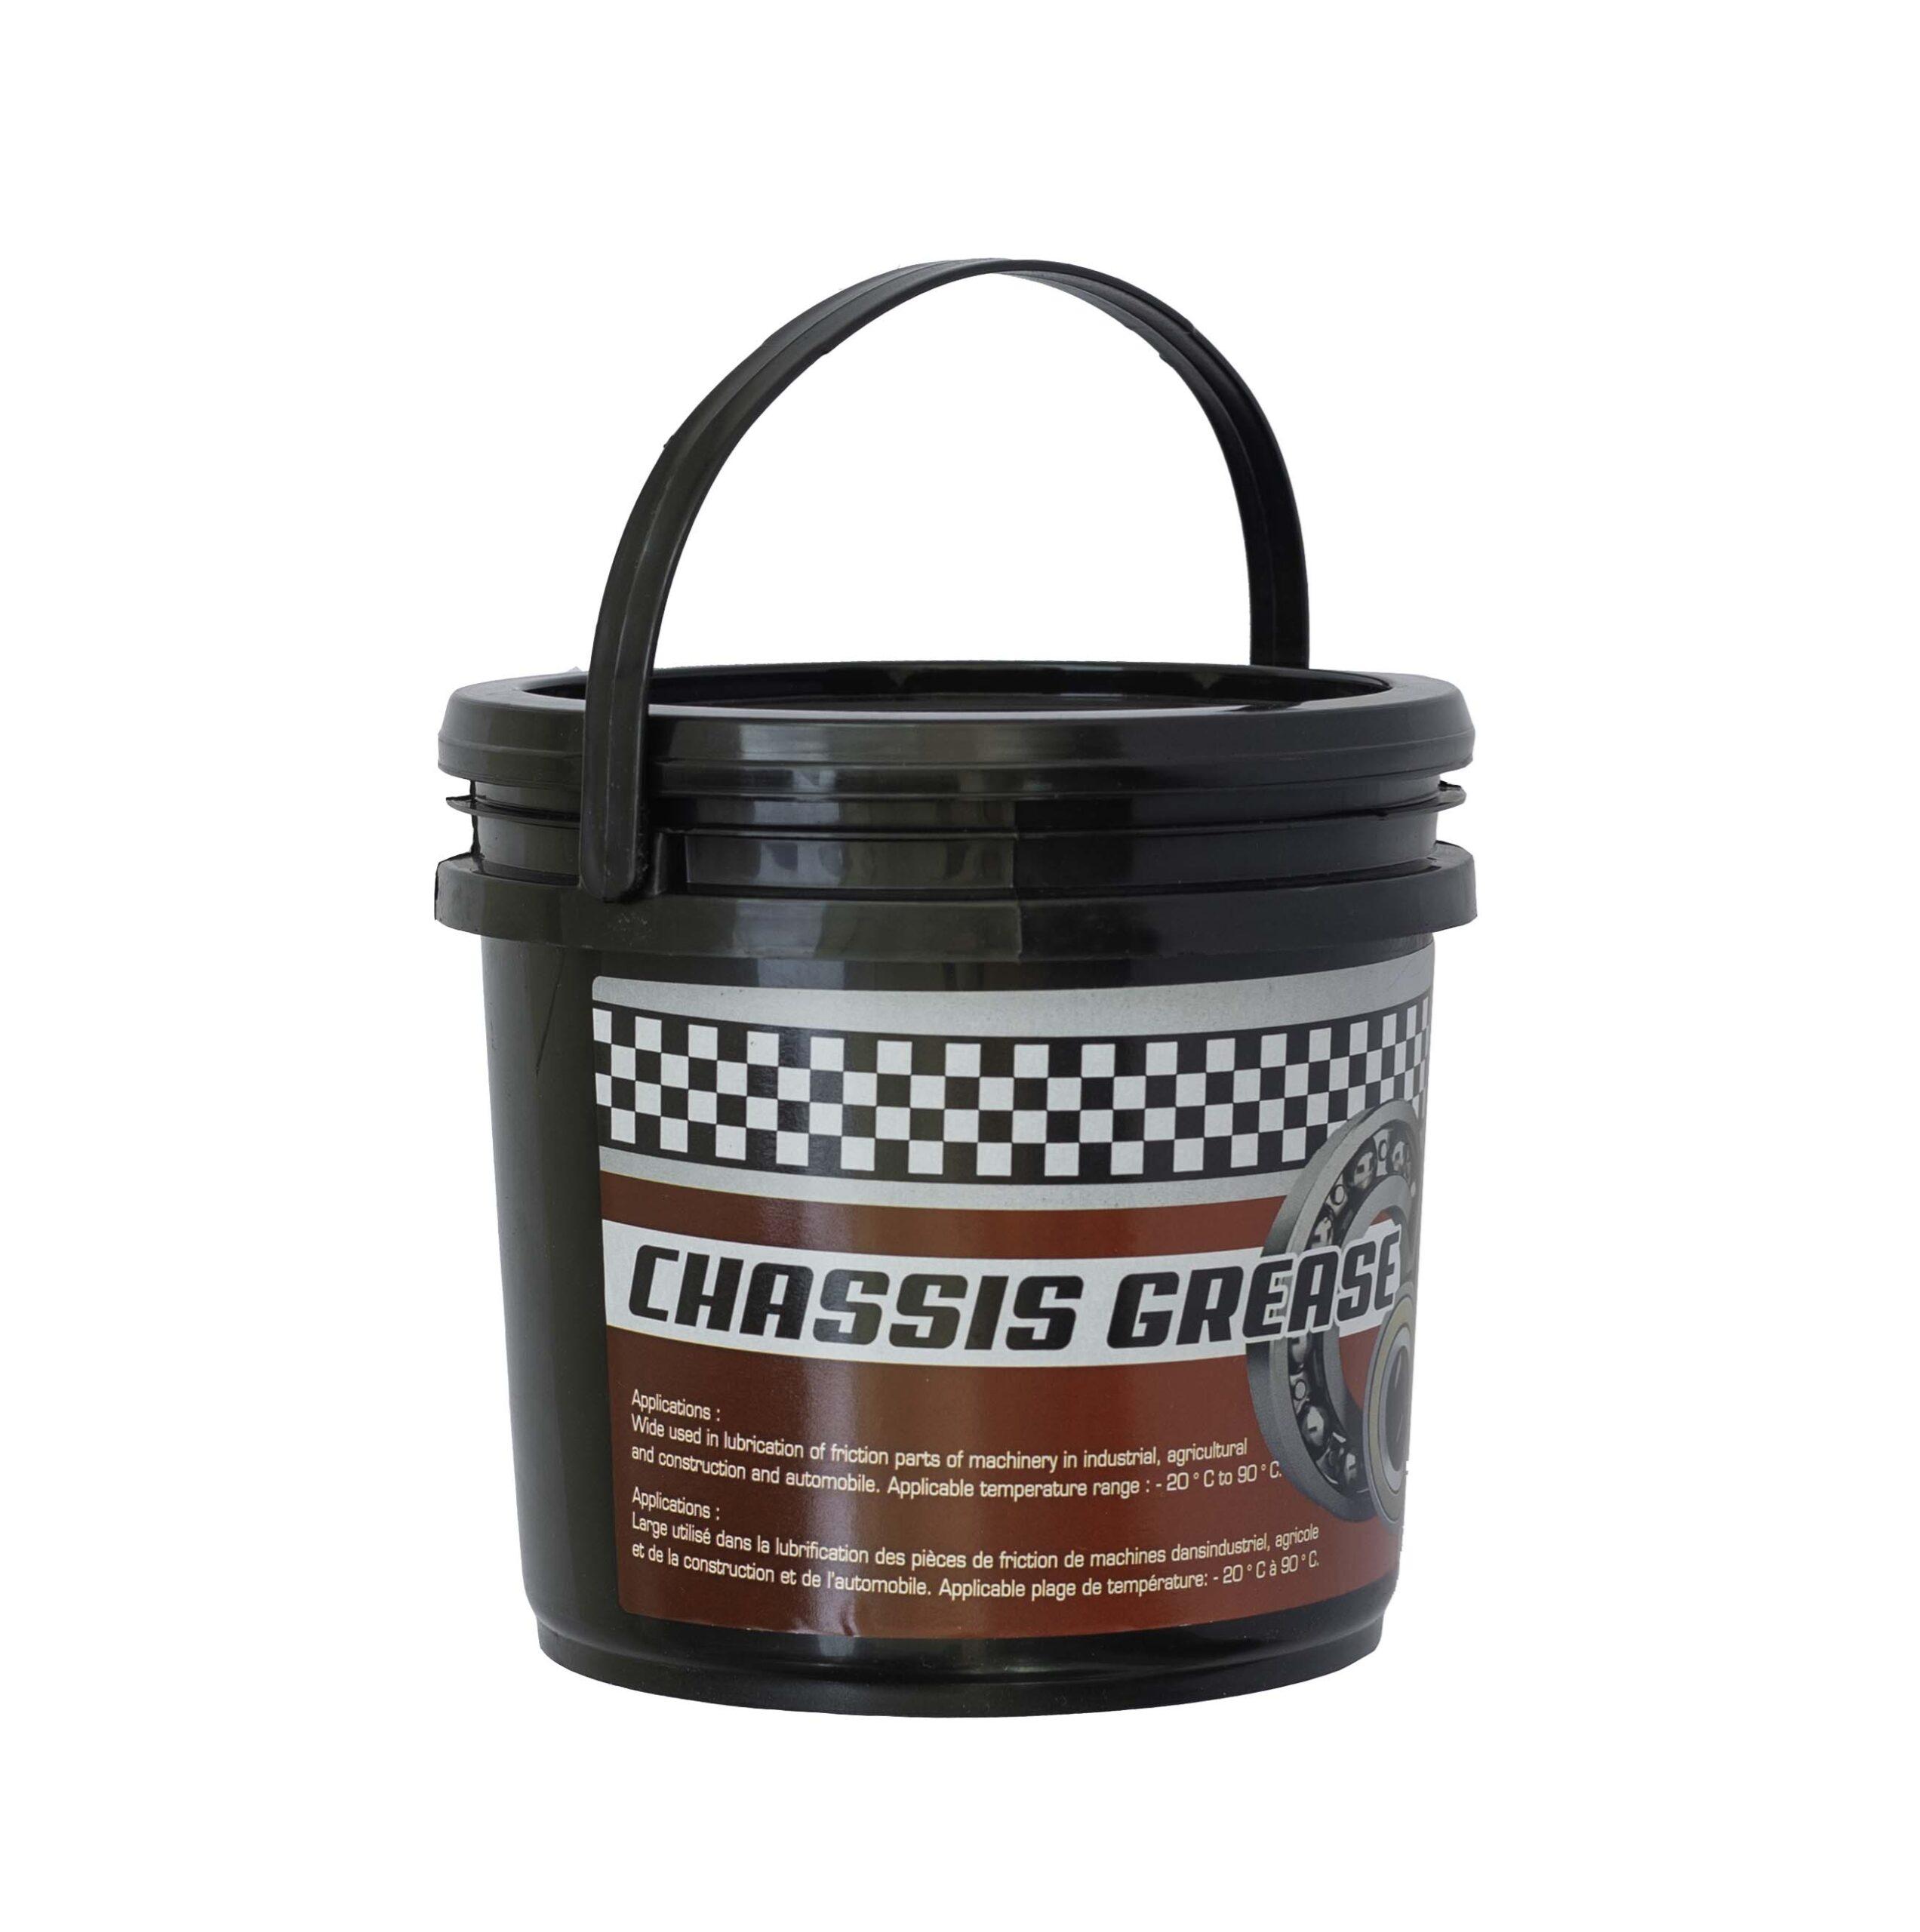 CHASSIS GREASE
Applications :
Wide used in lubrication of friction parts of machinery in industrial, agricultural
and construction and automobile. Applicable temperature range : - 20 ° C to 90 ° C.
Applications :
Large utilisé dans la lubrification des pièces de friction de machines dansindustriel, agricole
et de la construction et de l'automobile. Applicable plage de température: - 20 ° C à 90 ° C.